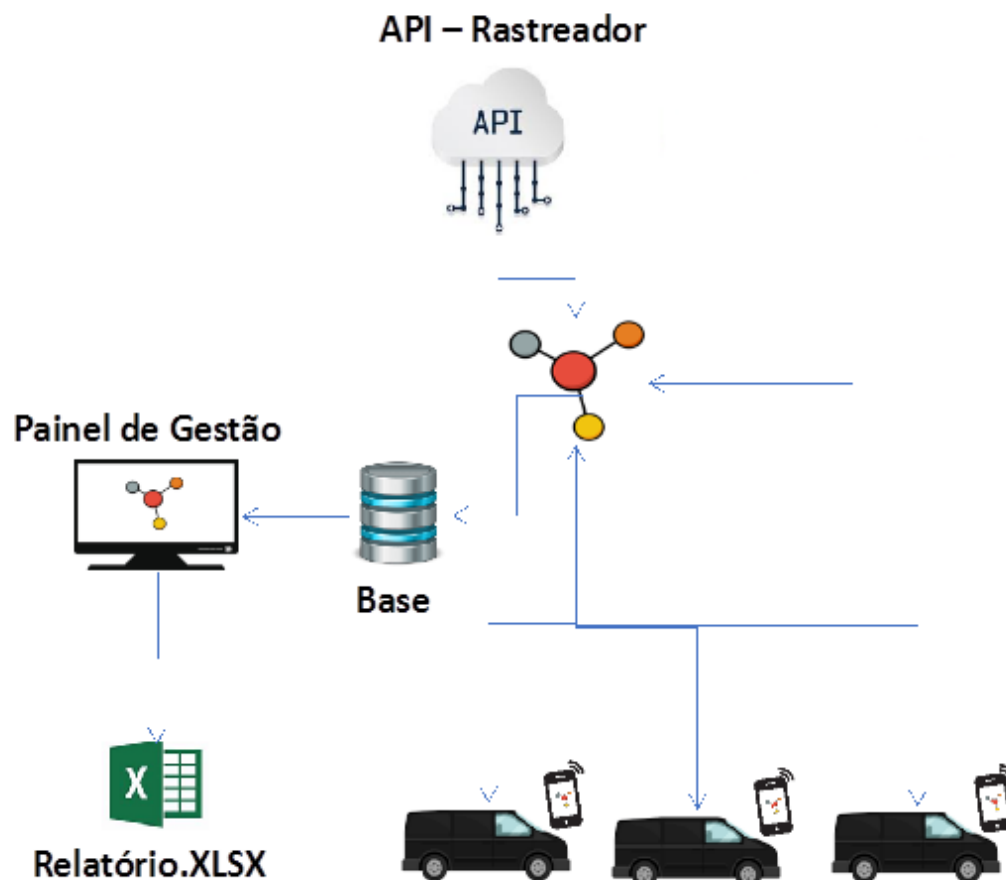 API – Rastreador
API
Painel de Gestão
Base
X
Relatório.XLSX